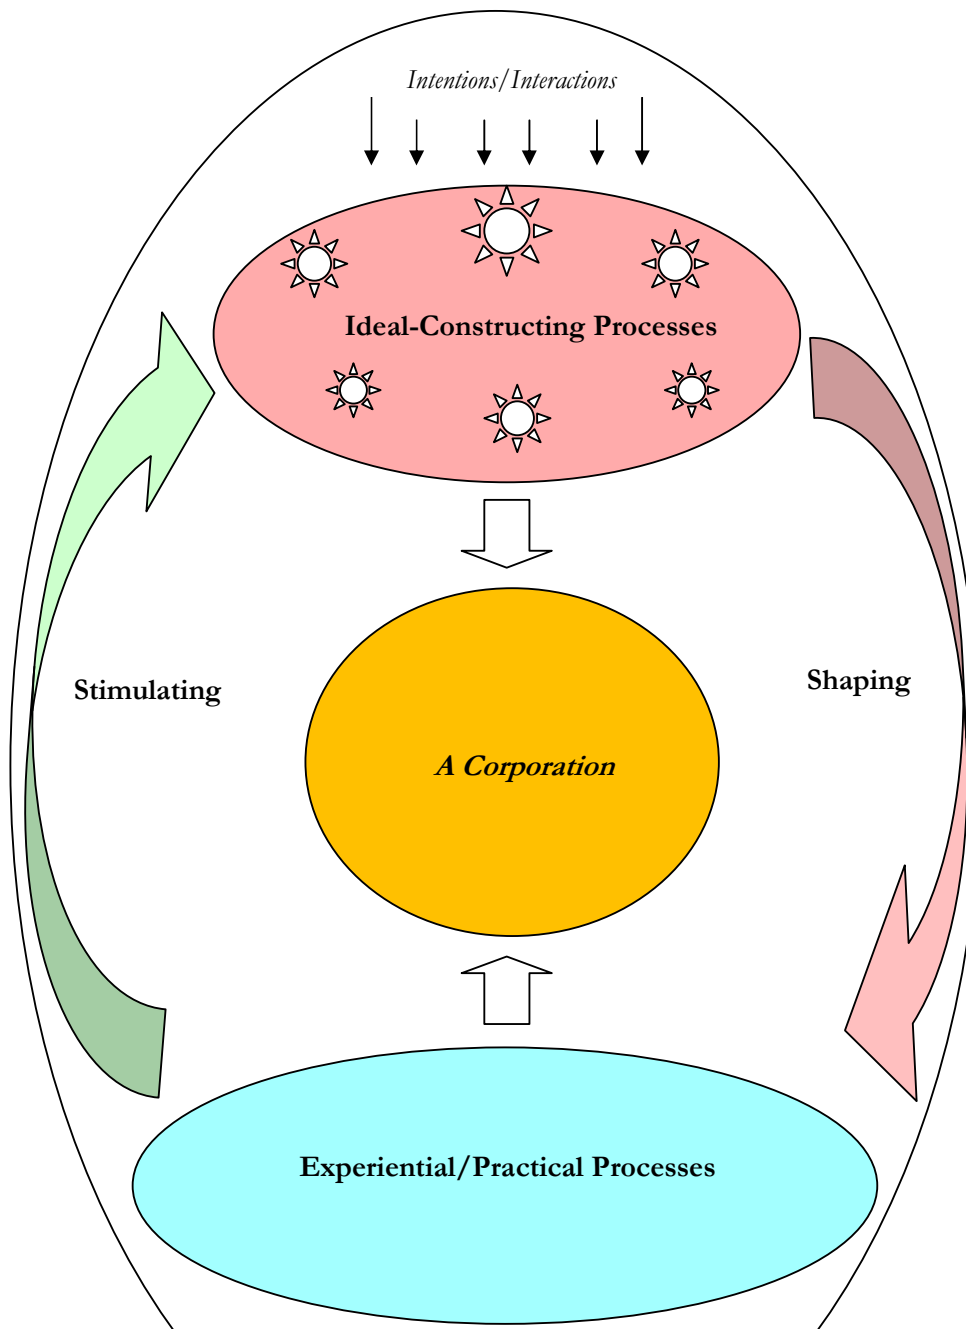 Intentions/Interactions
Ideal-Constructing Processes
Stimulating
Shaping
A Corporation
Experiential/Practical Processes